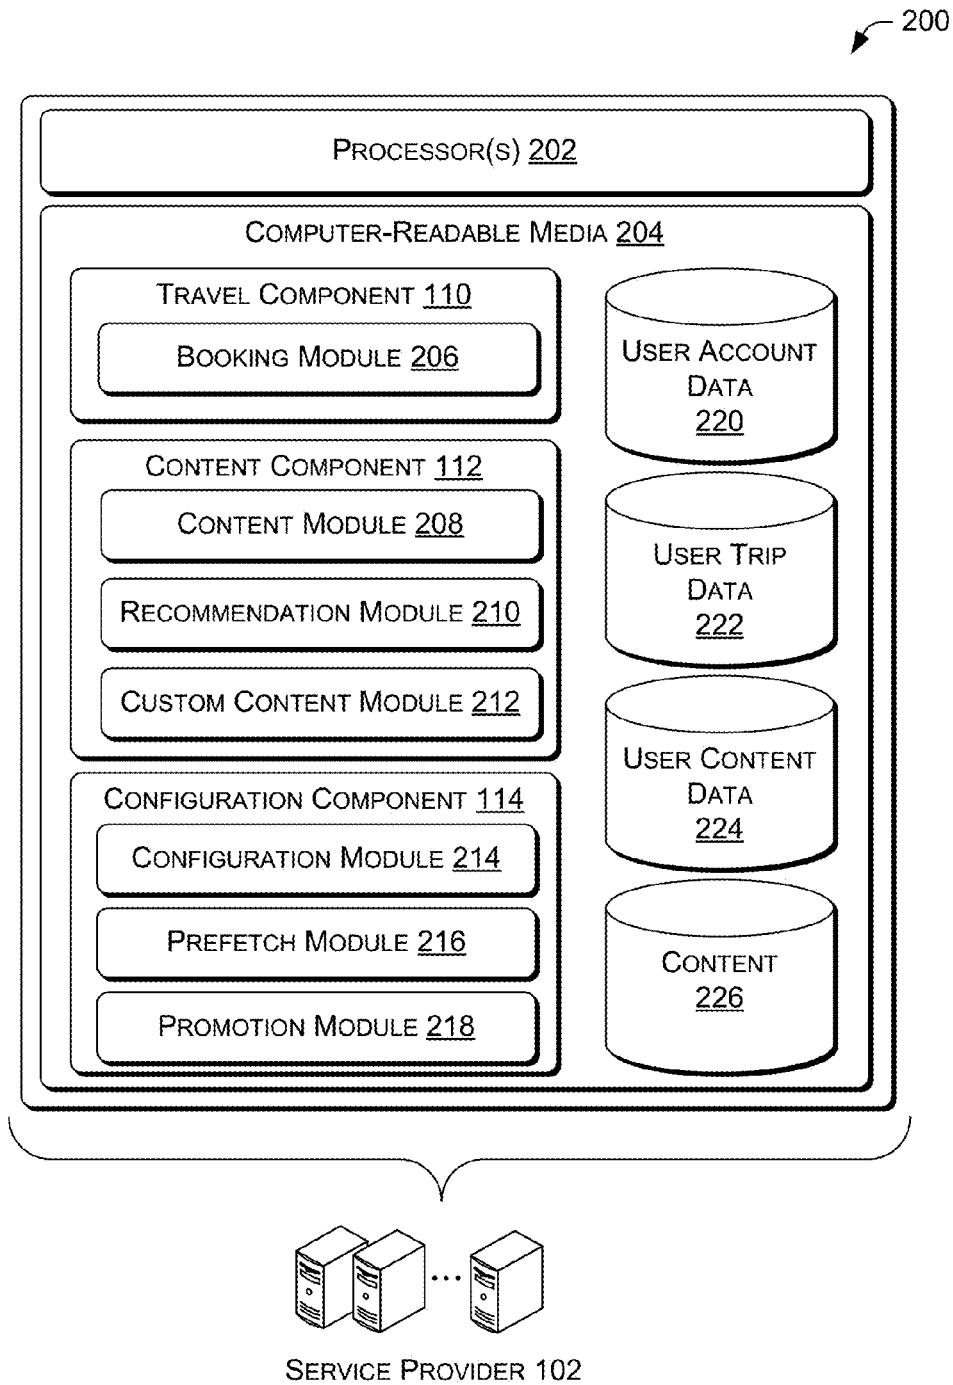 200
Processor(s) 202
Computer-Readable Media 204
Travel Component 110
Booking Module 206
Content Component 112
Content Module 208
Recommendation Module 210
Custom Content Module 212
Configuration Component 114
Configuration Module 214
Prefetch Module 216
Promotion Module 218
User Account
Data
220
User Trip
Data
222
User Content
Data
224
Content
226
...
Service Provider 102